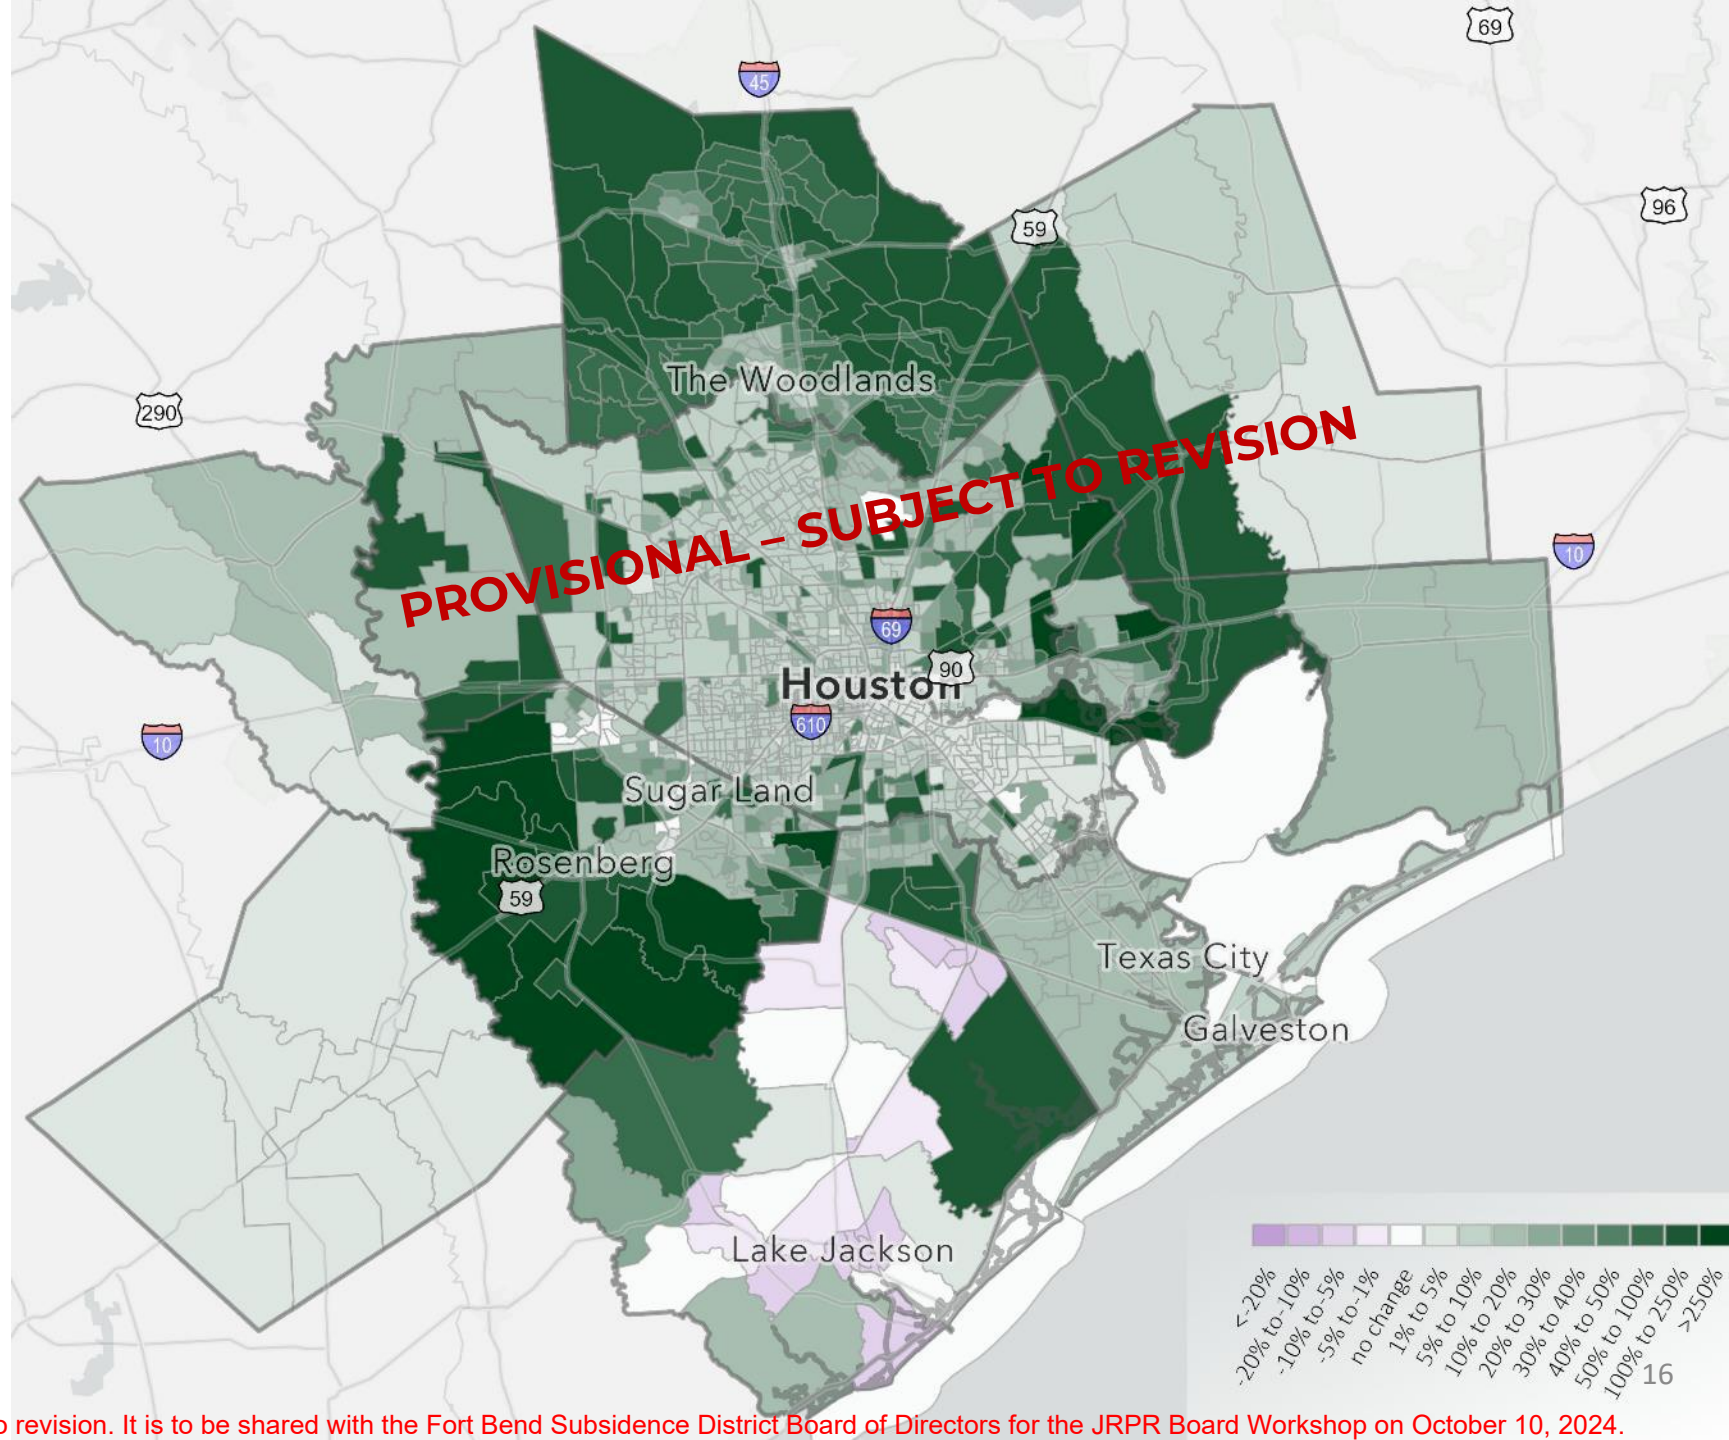 69
45
96
59
290
The Woodlands
PROVISIONAL – SUBJECT TO REVISION
10
69
90
Houston
610
10
Sugar Land
Rosenberg
59
Texas City
Galveston
Lake Jackson
<-20%
-20% to-10%
-10% to-5%
-5% to-1%
no change
1% to 5%
5% to 10%
10% to 20%
20% to 30%
30% to 40%
40% to 50%
50% to 100%
100% to 250%
>250%
16
o revision. It is to be shared with the Fort Bend Subsidence District Board of Directors for the JRPR Board Workshop on October 10, 2024.